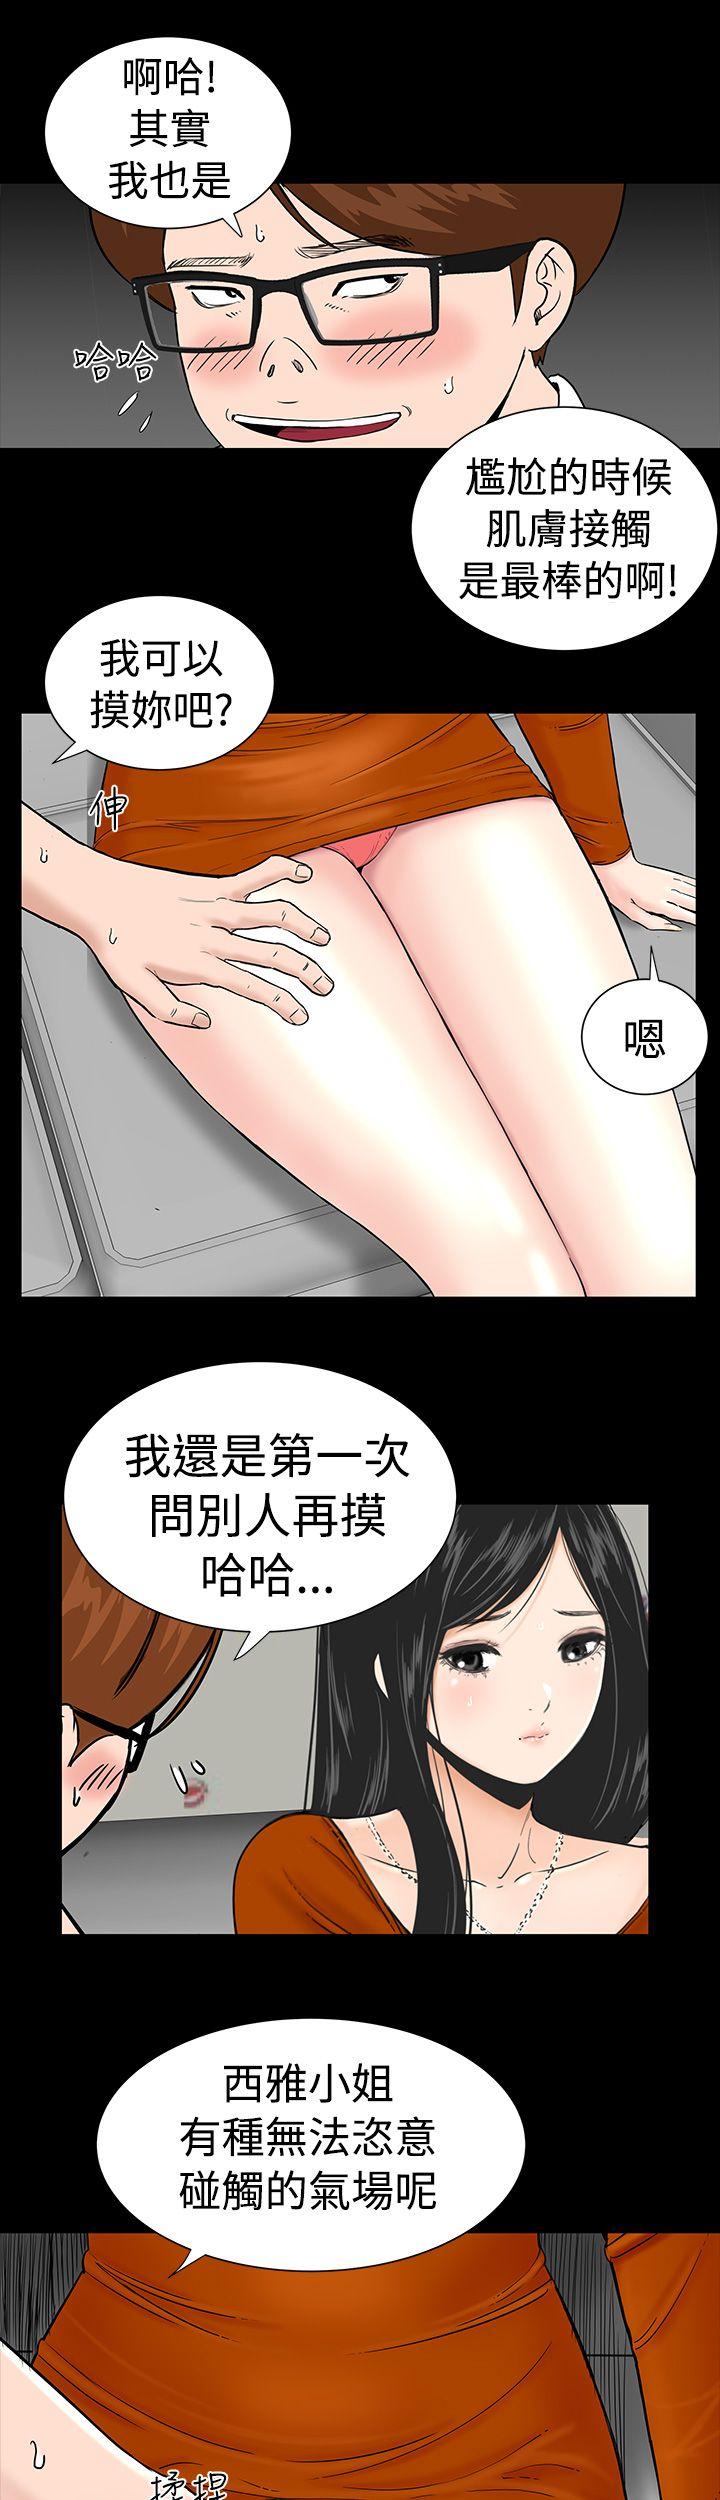 啊哈!
其實
我也是
哈哈
尷尬的時候
肌膚接觸
是最棒的啊!
我可以
摸妳吧?
伸
嗯
我還是第一次
問別人再摸
哈哈...
西雅小姐
有種無法恣意
碰觸的氣場呢
揉捏